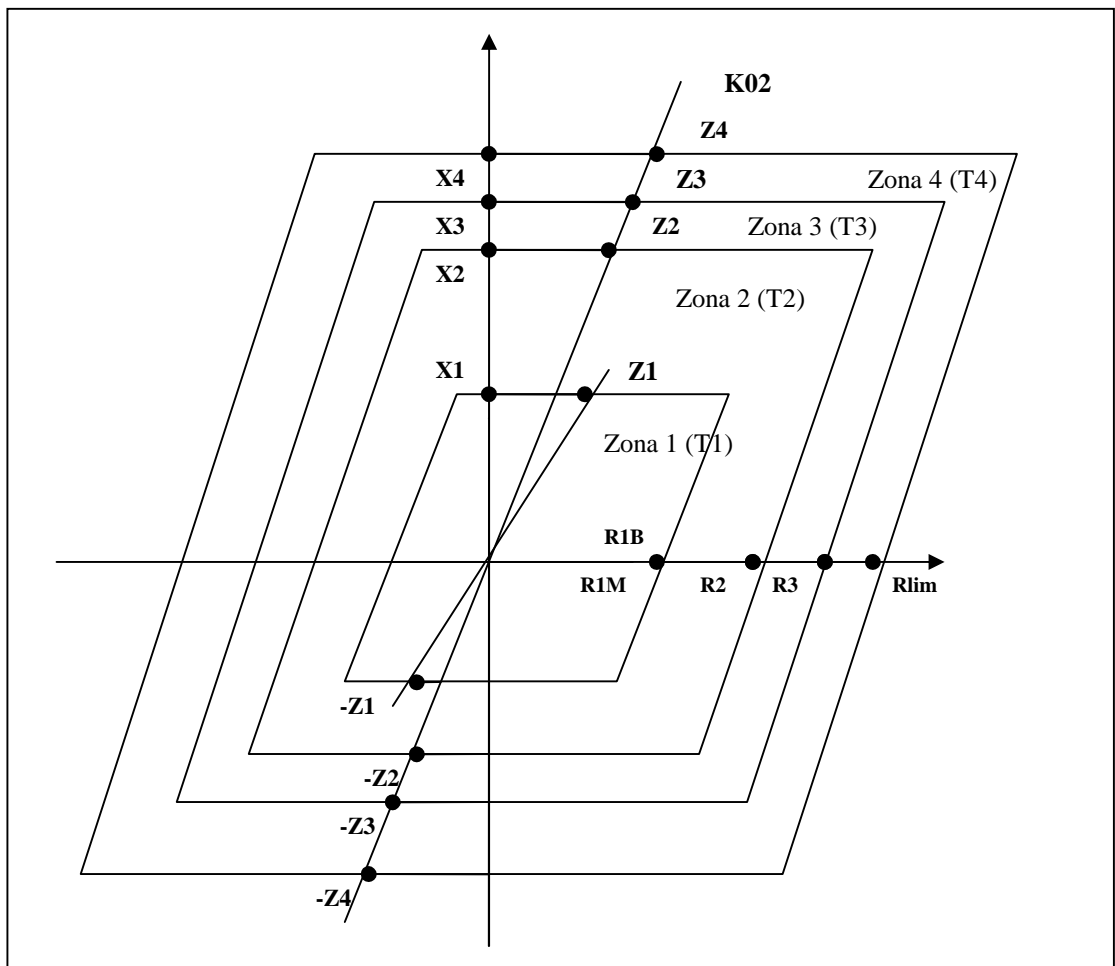 K02
Z4
X4
Z3
Zona 4 (T4)
X3
Z2
Zona 3 (T3)
X2
Zona 2 (T2)
X1
Z1
Zona 1 (T1)
R1B
R1M
R2
R3
Rlim
-Z1
-Z2
-Z3
-Z4